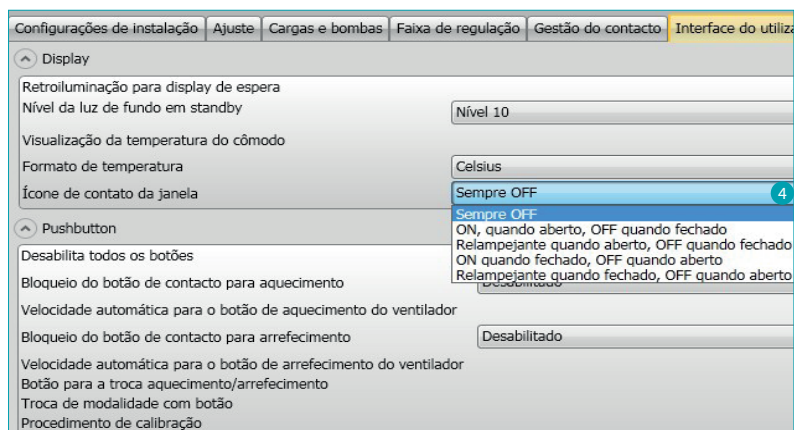 Configurações de instalação Ajuste Cargas e bombas Faixa de regulação Gestão do contacto Interface do utiliza
Display
Retroiluminação para display de espera
Nível da luz de fundo em standby Nível 10
Visualização da temperatura do cômodo
Formato de temperatura Celsius
Ícone de contato da janela Sempre OFF 4
Sempre OFF
Pushbutton ON, quando aberto, OFF quando fechado
Relampejante quando aberto, OFF quando fechado
Desabilita todos os botões ON quando fechado, OFF quando aberto
Relampejante quando fechado, OFF quando aberto
Bloqueio do botão de contacto para aquecimento Desabilitado
Velocidade automática para o botão de aquecimento do ventilador
Bloqueio do botão de contacto para arrefecimento Desabilitado
Velocidade automática para o botão de arrefecimento do ventilador
Botão para a troca aquecimento/arrefecimento
Troca de modalidade com botão
Procedimento de calibração